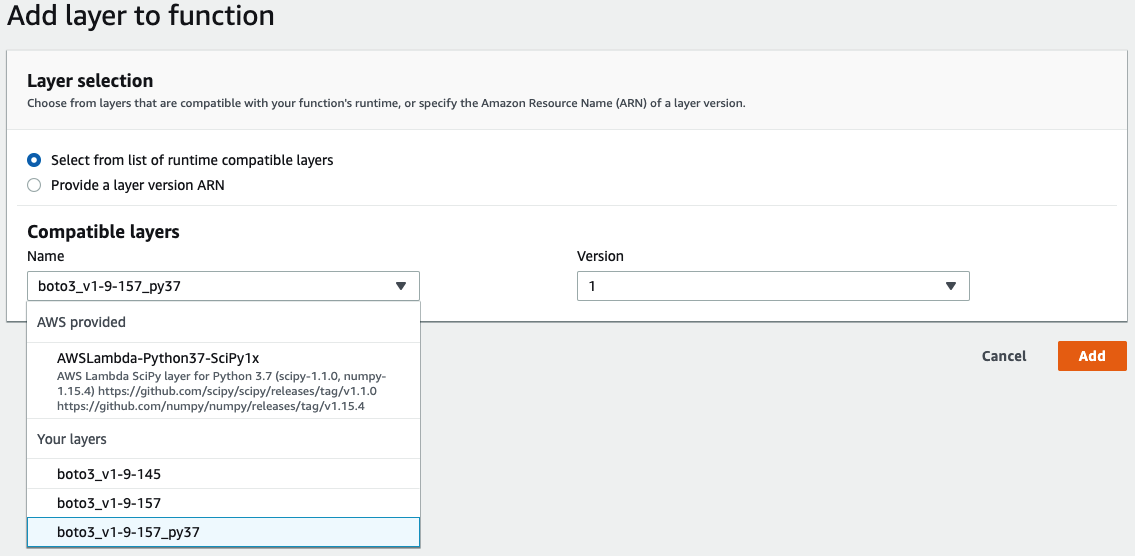 Add layer to function
Layer selection
Choose from layers that are compatible with your function's runtime, or specify the Amazon Resource Name (ARN) of a layer version.
Select from list of runtime compatible layers
Provide a layer version ARN
Compatible layers
Name
Version
boto3_v1-9-157_py37
1
AWS provided
AWSLambda-Python37-SciPy1x
AWS Lambda SciPy layer for Python 3.7 (scipy-1.1.0, numpy-
1.15.4) https://github.com/scipy/scipy/releases/tag/v1.1.0
https://github.com/numpy/numpy/releases/tag/v1.15.4
Your layers
boto3_v1-9-145
boto3_v1-9-157
boto3_v1-9-157_py37
Cancel
Add